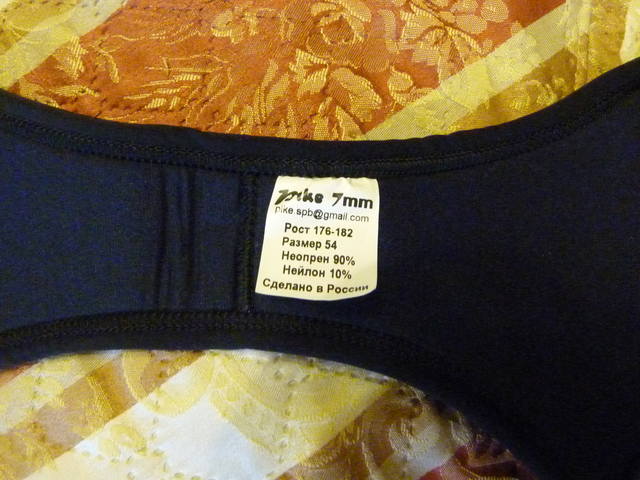 pike 7mm
pike.spb@gmail.com
Рост 176-182
Размер 54
Неопрен 90%
Нейлон 10%
Сделано в России